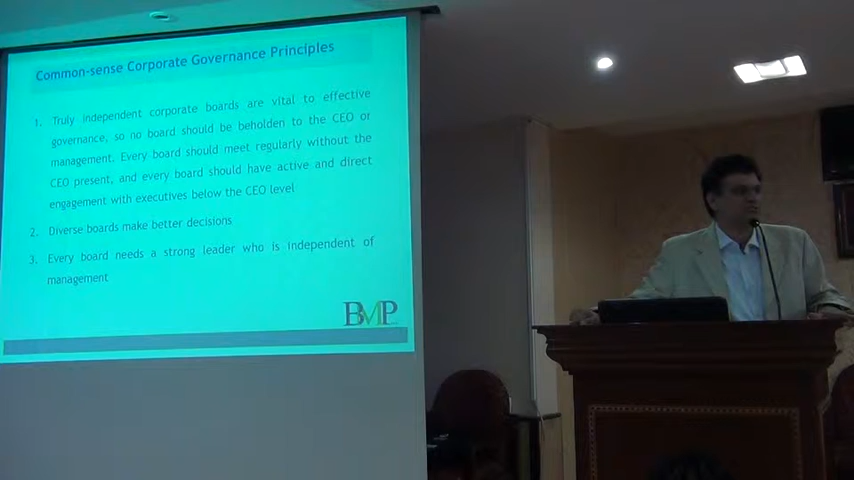 Common-sense Corporate Governance Principles
1. Truly independent corporate boards are vital to effective
governance, so no board should be beholden to the CEO or
management. Every board should meet regularly without the
CEO present, and every board should have active and direct
engagement with executives below the CEO level
2. Diverse boards make better decisions
3. Every board needs a strong leader who is independent of
management
BMP